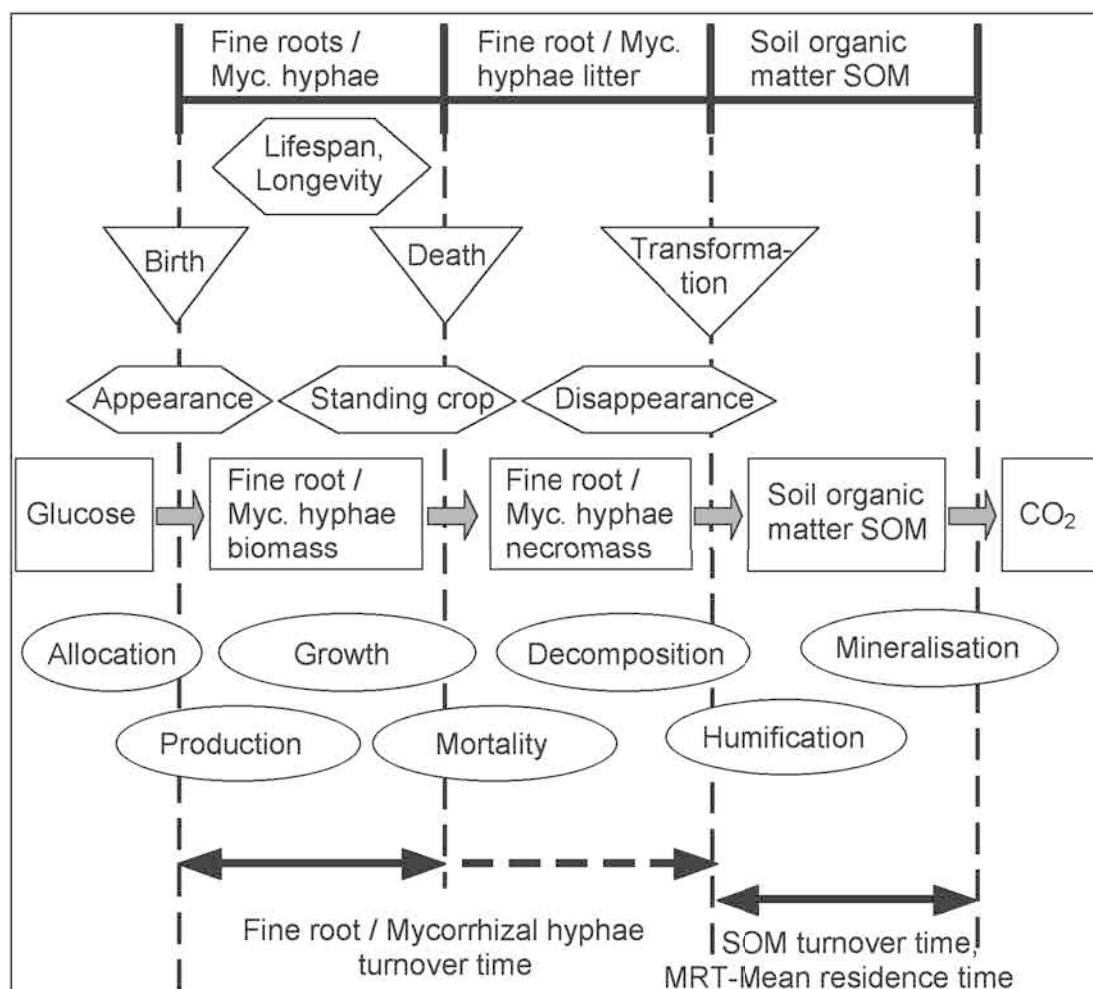 Fine roots /
Myc. hyphae
Fine root / Myc.
hyphae litter
Soil organic
matter SOM
Lifespan,
Longevity
Birth
Death
Transforma-
tion
Appearance
Standing crop
Disappearance
Glucose
Fine root /
Myc. hyphae
biomass
Fine root /
Myc. hyphae
necromass
Soil organic
matter SOM
CO₂
Allocation
Growth
Decomposition
Mineralisation
Production
Mortality
Humification
Fine root / Mycorrhizal hyphae
turnover time
SOM turnover time,
MRT-Mean residence time